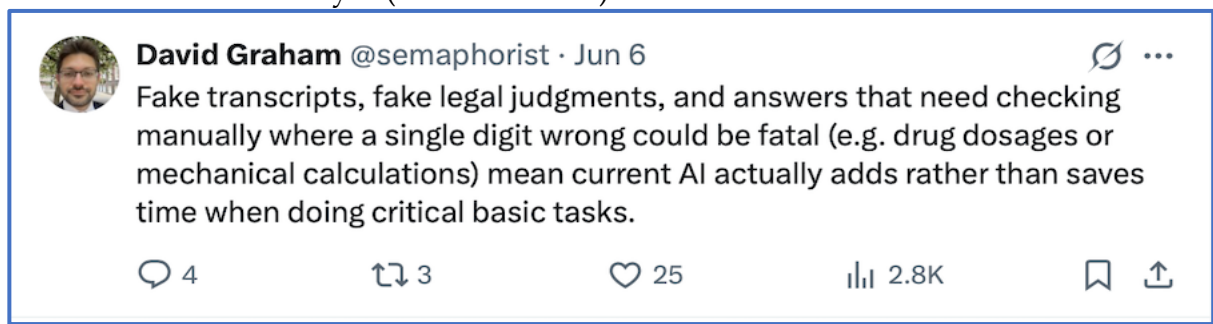 David Graham @semaphorist · Jun 6
Fake transcripts, fake legal judgments, and answers that need checking
manually where a single digit wrong could be fatal (e.g. drug dosages or
mechanical calculations) mean current AI actually adds rather than saves
time when doing critical basic tasks.
4 3 25 2.8K